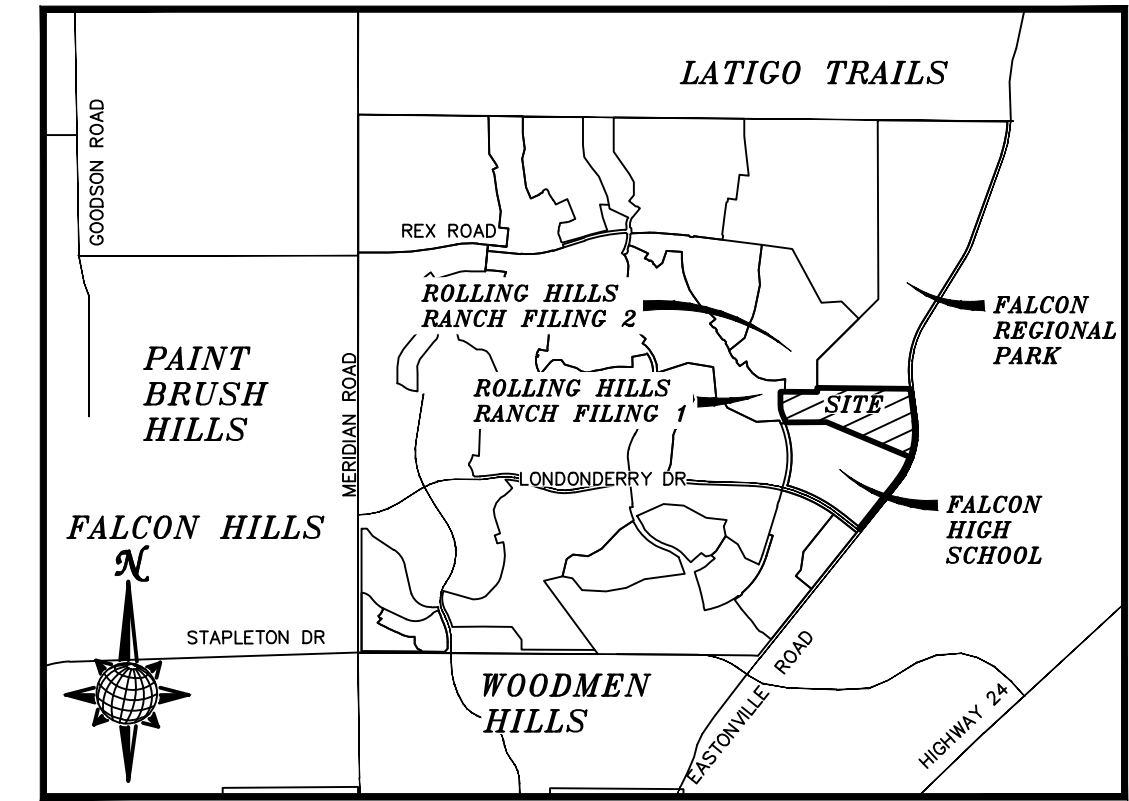 LATIGO TRAILS
GOODSON ROAD
REX ROAD
ROLLING HILLS
RANCH FILING 2
FALCON
REGIONAL
PARK
PAINT
BRUSH
HILLS
MERIDIAN ROAD
ROLLING HILLS
RANCH FILING 1
SITE
LONDONDERRY DR
FALCON
HIGH
SCHOOL
FALCON HILLS
N
STAPLETON DR
WOODMEN
HILLS
EASTONVILLE ROAD
HIGHWAY 24